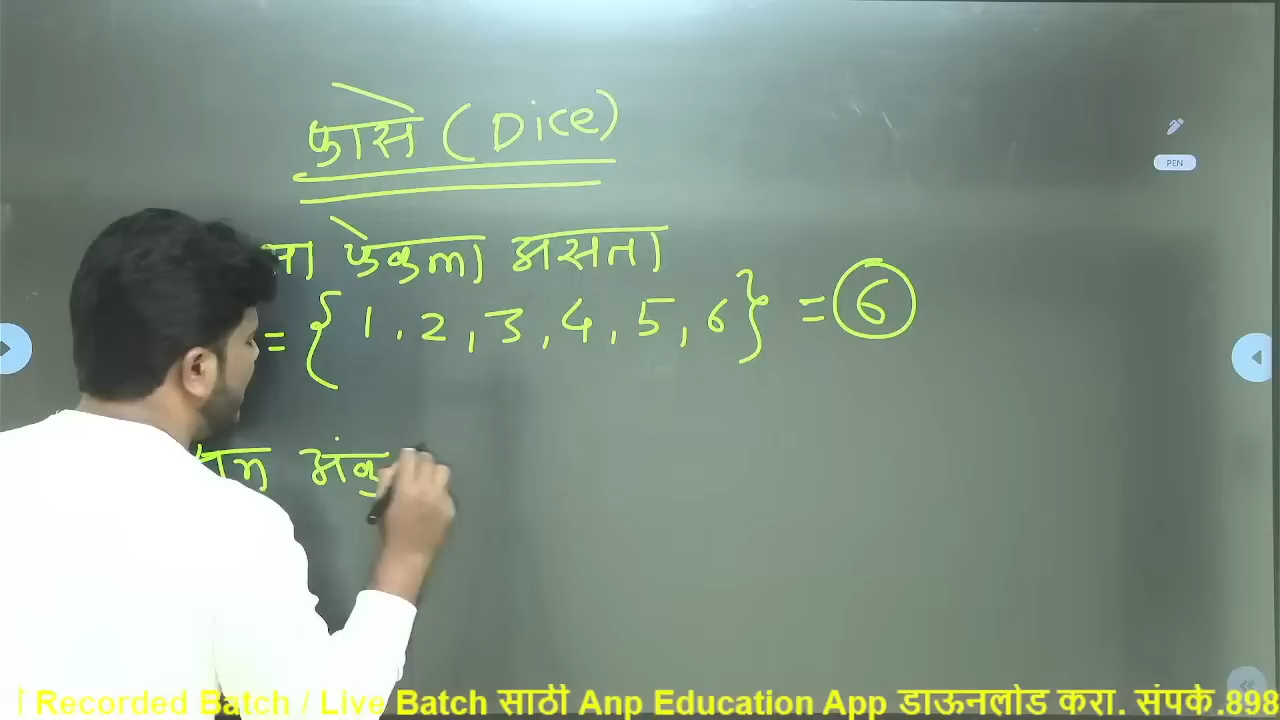 फासे (Dice)
फेकला असता
= { 1, 2, 3, 4, 5, 6 } = 6
अंक
PEN
Recorded Batch / Live Batch साठी Anp Education App डाऊनलोड करा. संपर्क.898